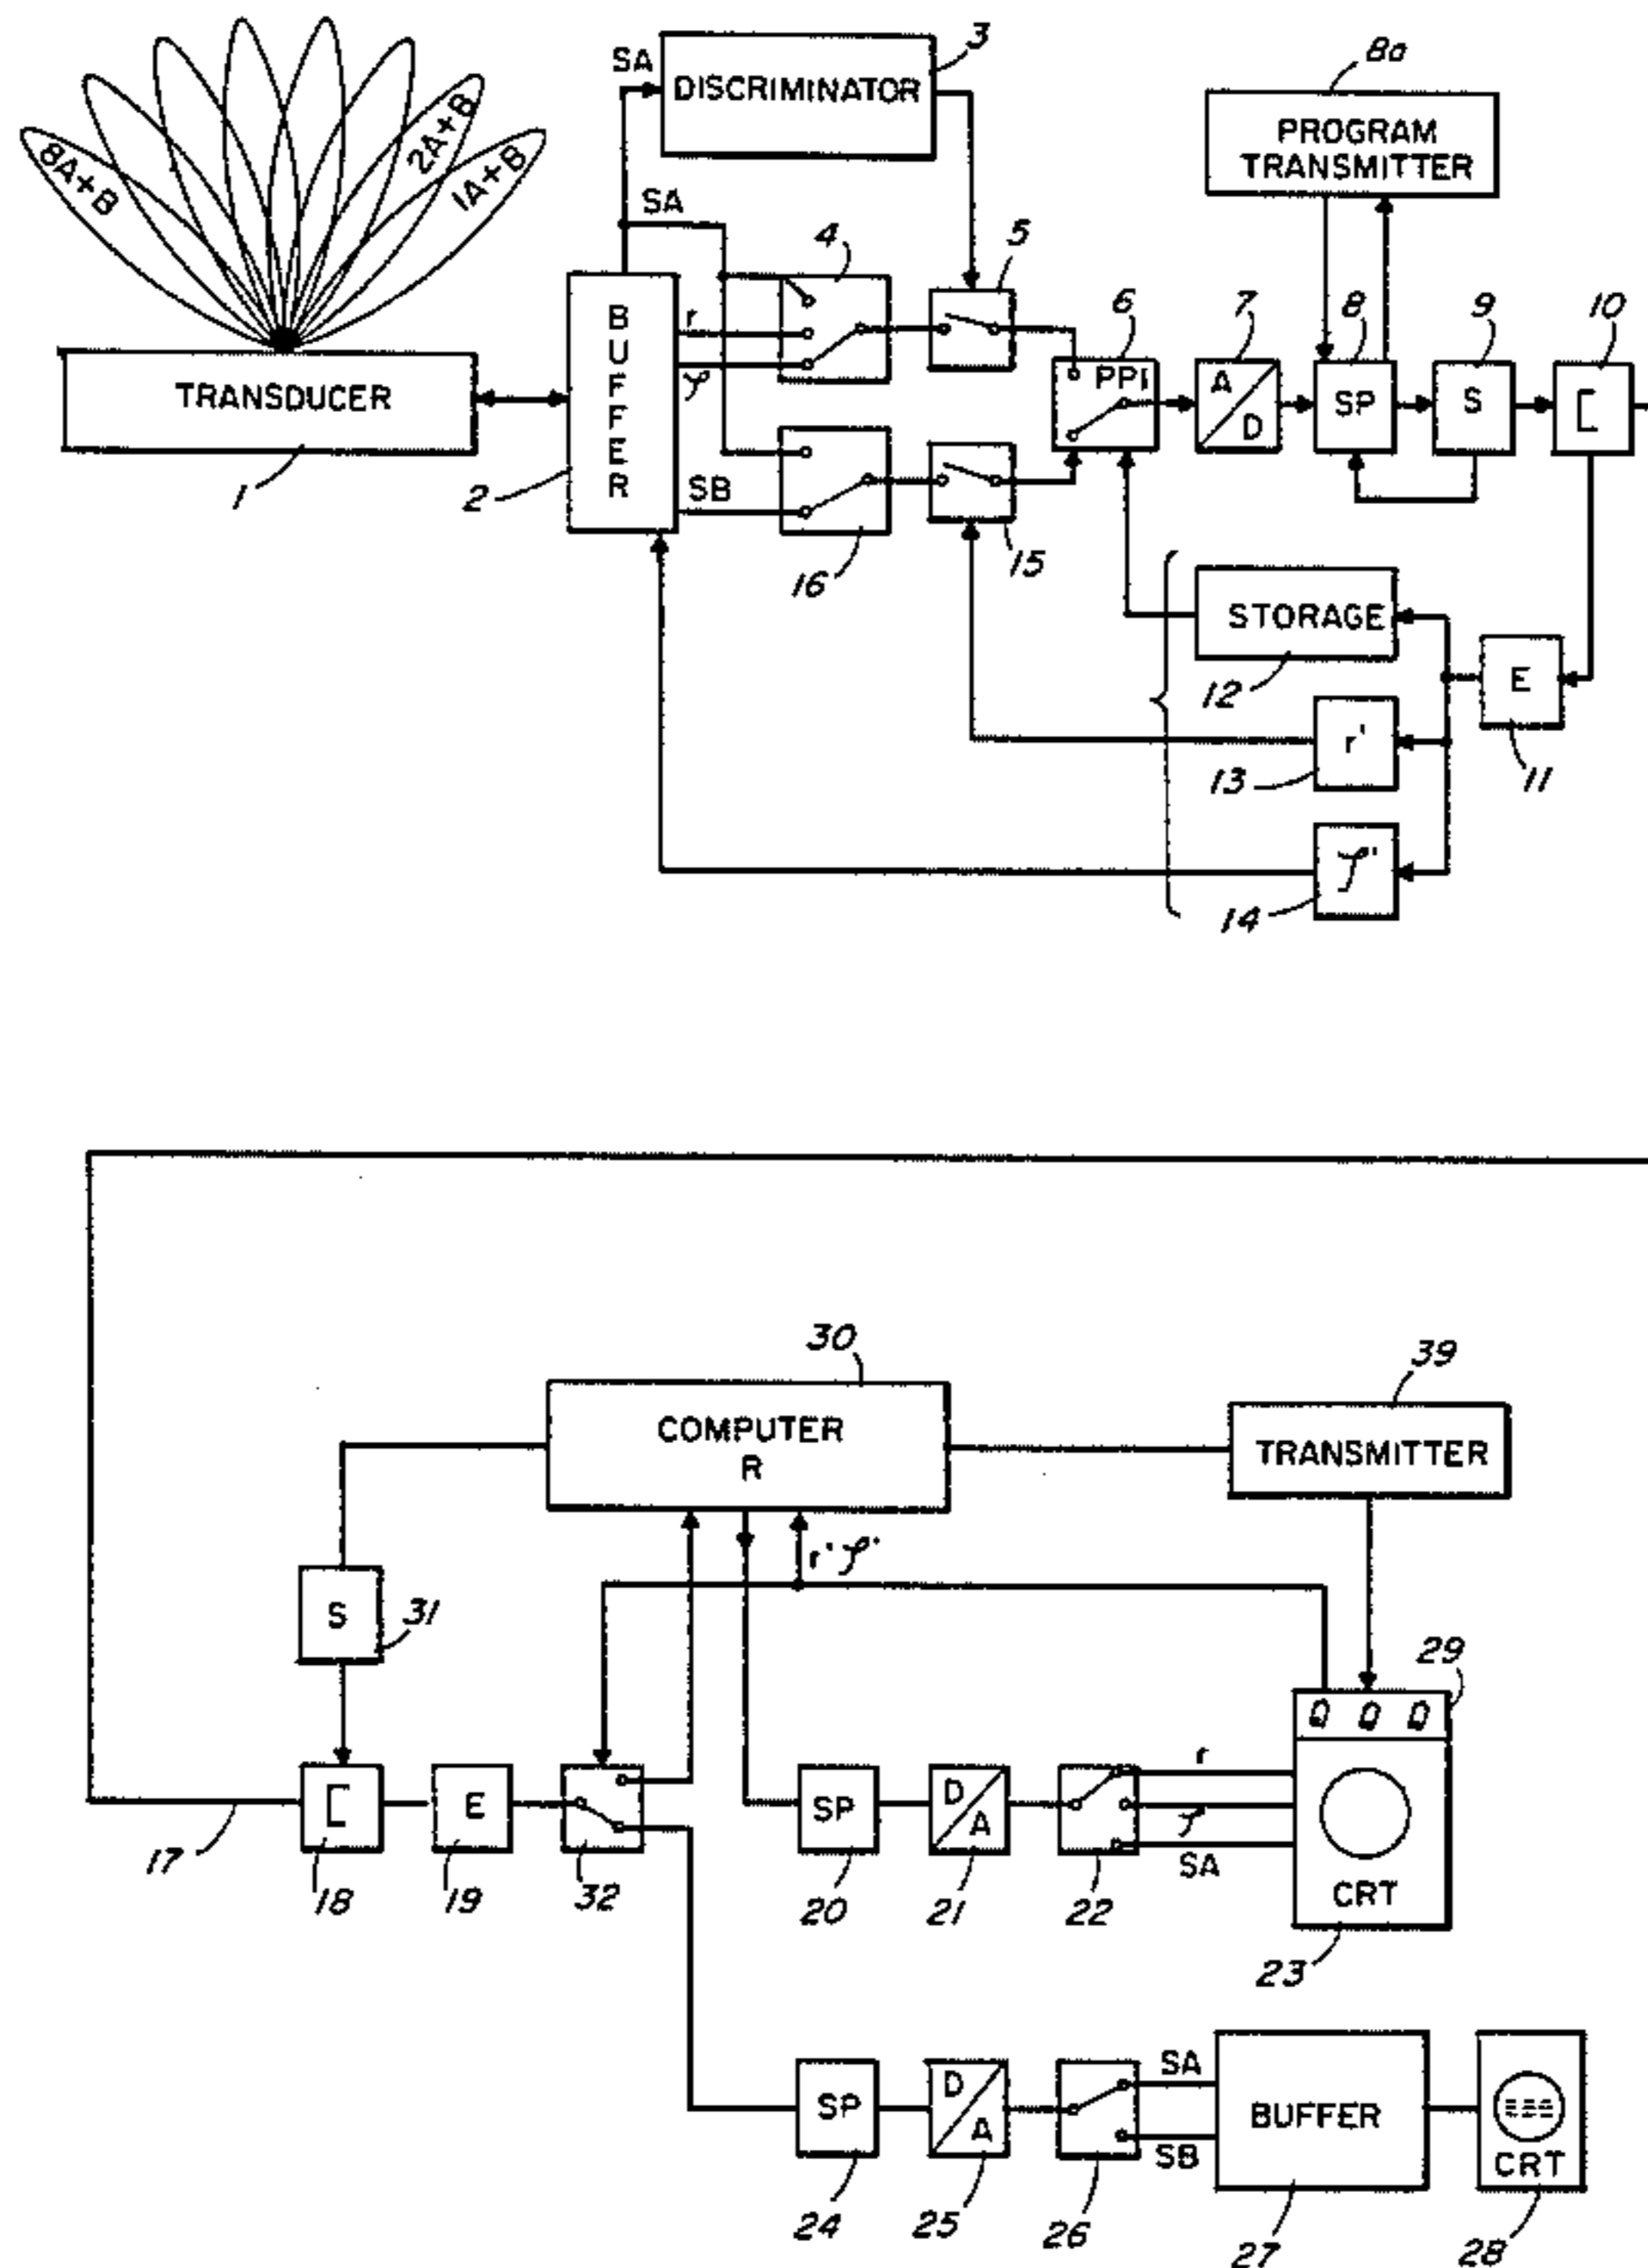 3
8a
SA
DISCRIMINATOR
PROGRAM
TRANSMITTER
8A+B
2A+B
1A+B
SA
4
5
6
7
8
9
10
BUFFER
r
φ
PPI
A
D
SP
S
[
TRANSDUCER
SB
1
2
16
15
STORAGE
E
12
r'
13
11
φ'
14
30
39
COMPUTER
R
TRANSMITTER
r' φ'
S
31
29
Q Q Q
r
[
E
SP
D
A
φ
SA
17
18
19
32
20
21
22
CRT
23
SP
D
A
SA
SB
BUFFER
CRT
24
25
26
27
28